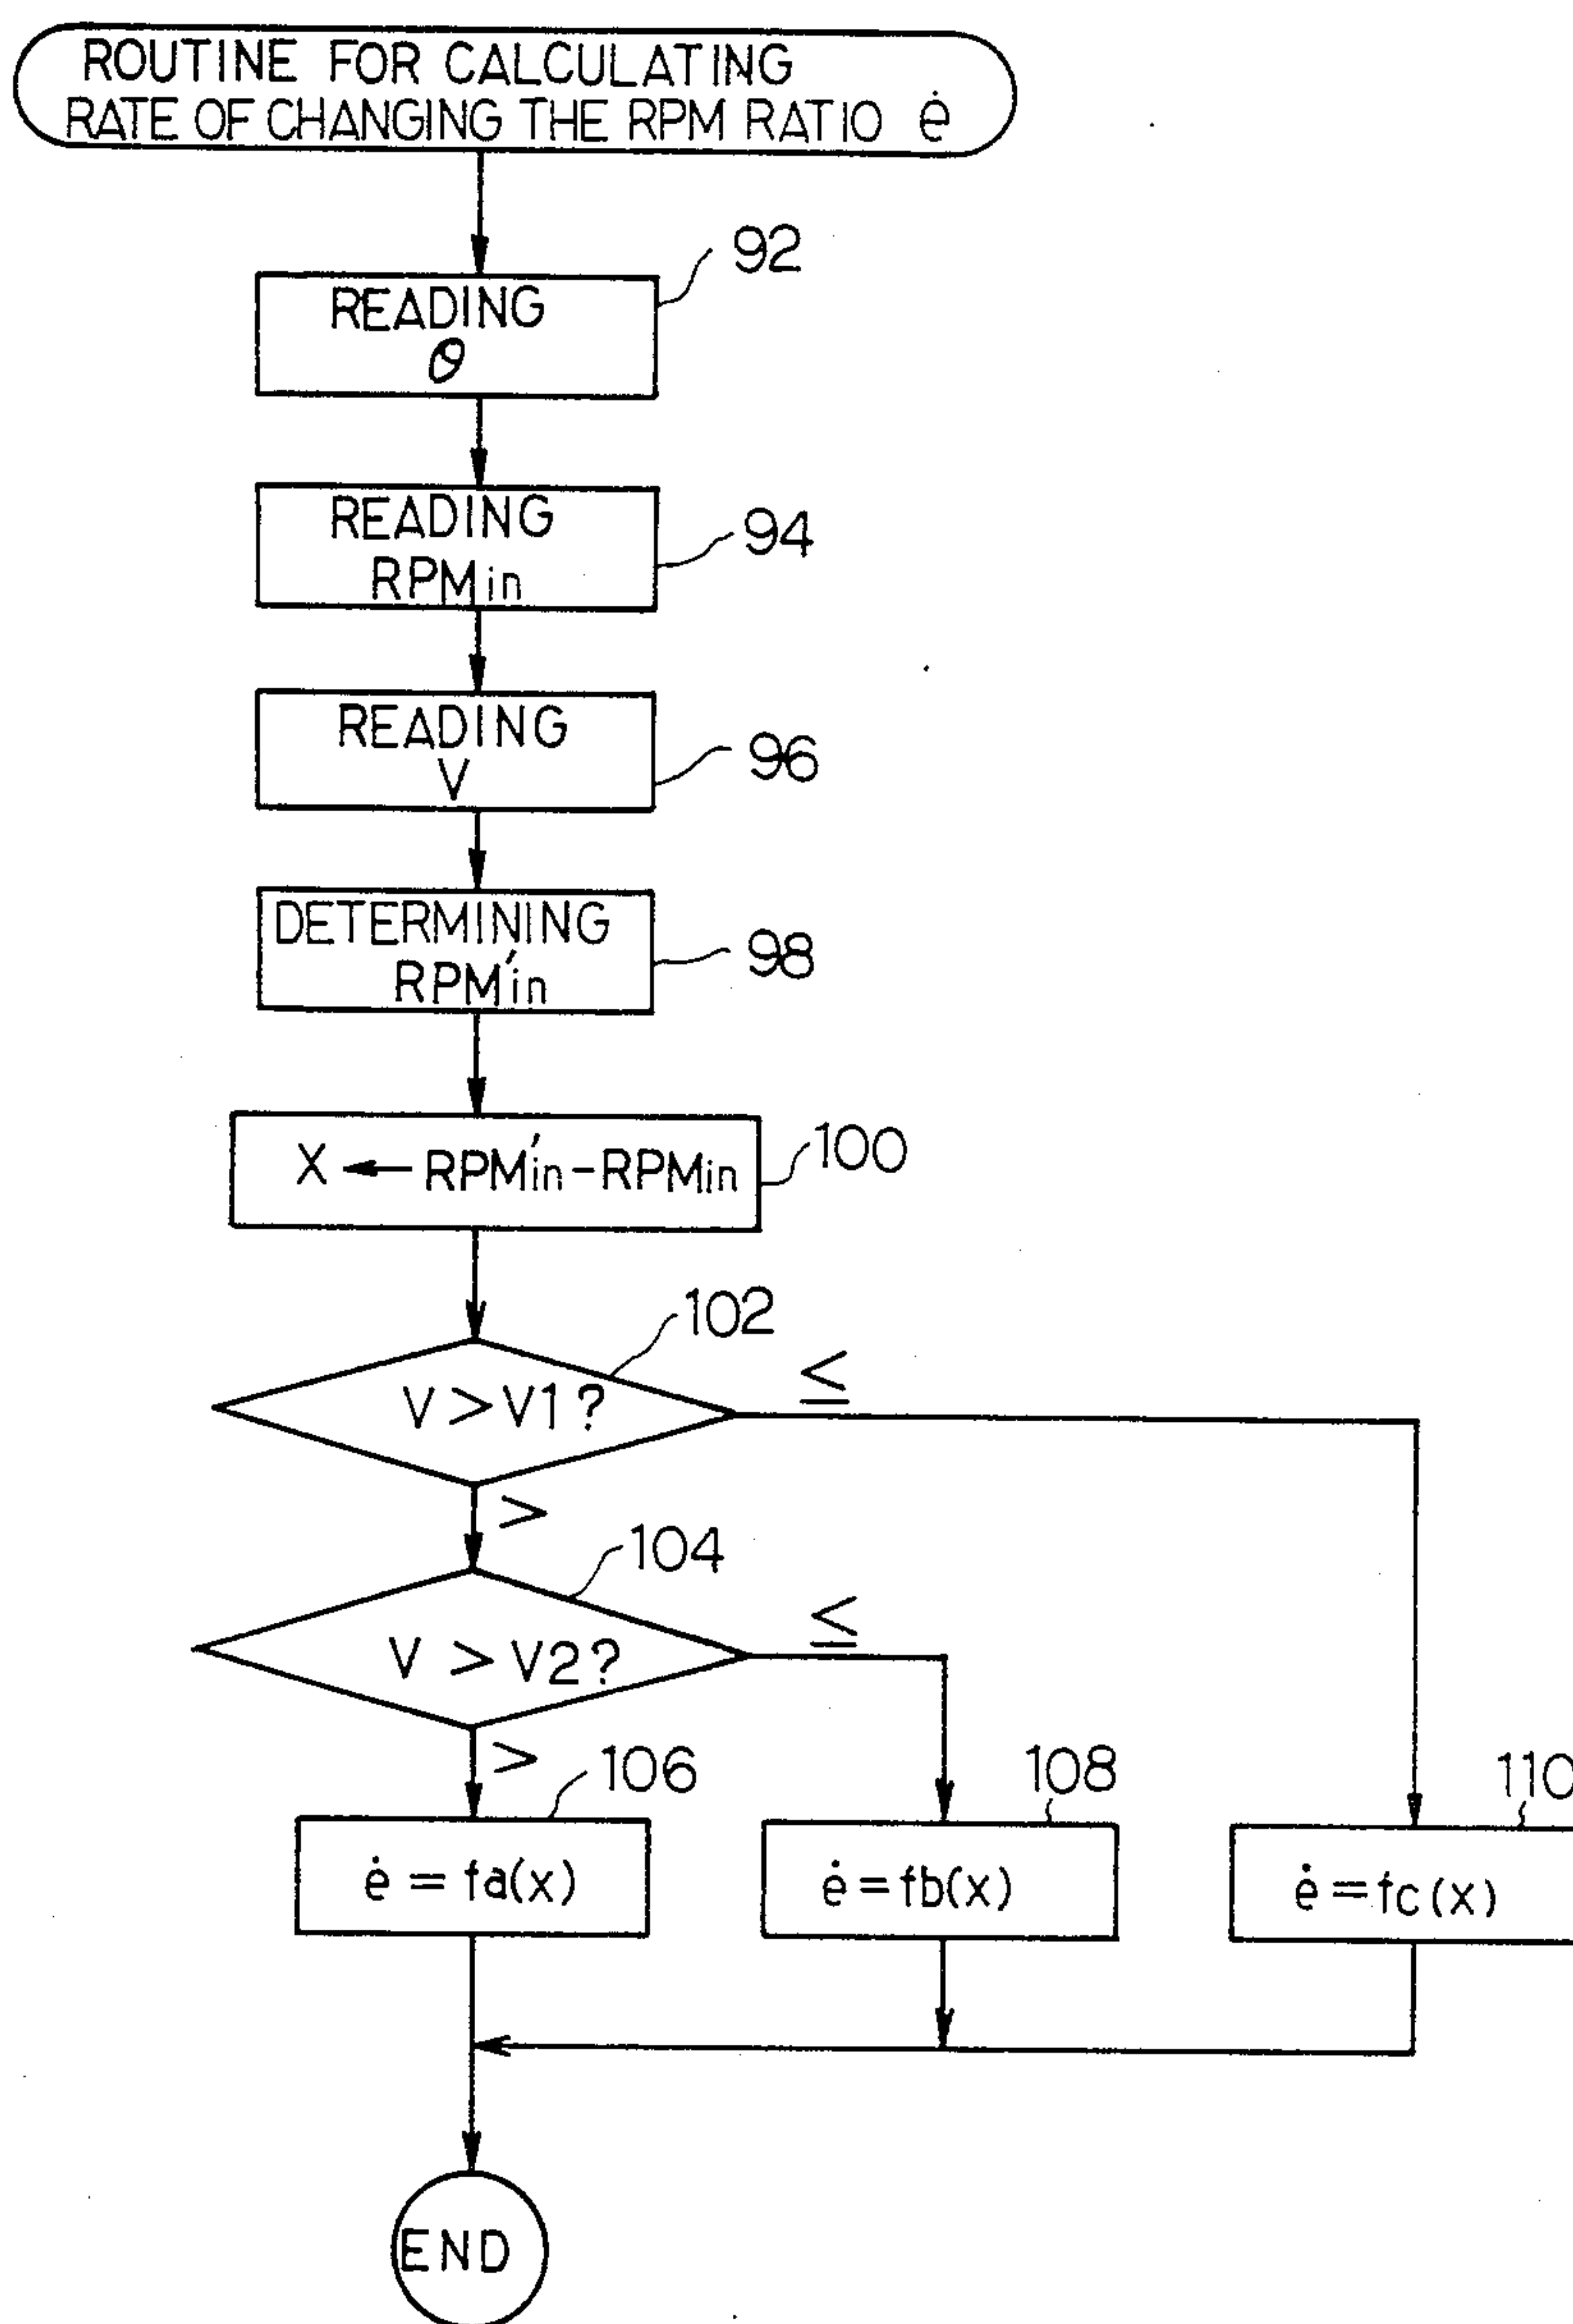 ROUTINE FOR CALCULATING
RATE OF CHANGING THE RPM RATIO ė
92
READING
θ
94
READING
RPMin
96
READING
V
98
DETERMINING
RPM'in
100
X ← RPM'in - RPMin
102
V > V1?
≤
>
104
V > V2?
≤
>
106
ė = fa(x)
108
ė = fb(x)
110
ė = fc(x)
END